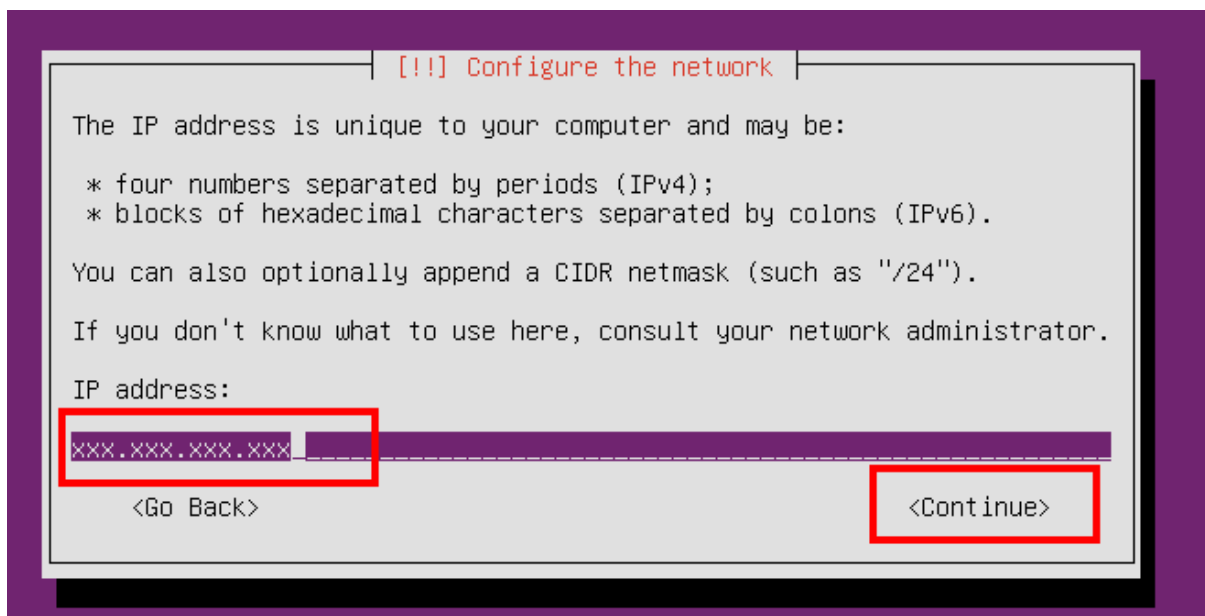 [!!] Configure the network
The IP address is unique to your computer and may be:
* four numbers separated by periods (IPv4);
* blocks of hexadecimal characters separated by colons (IPv6).
You can also optionally append a CIDR netmask (such as "/24").
If you don't know what to use here, consult your network administrator.
IP address:
xxx.xxx.xxx.xxx
<Go Back> <Continue>